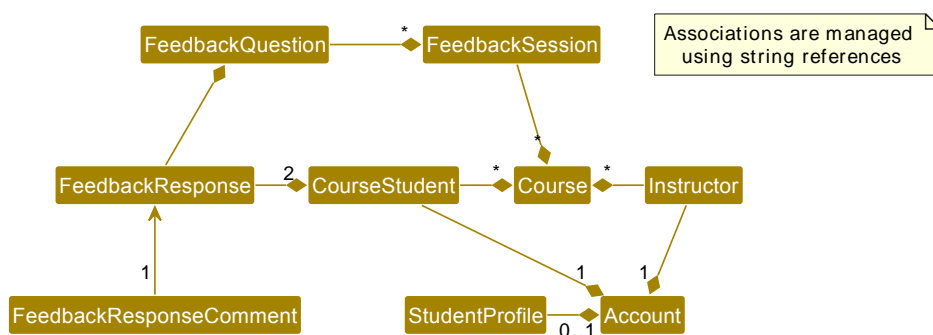 FeedbackQuestion
*
FeedbackSession
Associations are managed
using string references
*
FeedbackResponse
2
CourseStudent
*
Course
*
Instructor
1
1
1
FeedbackResponseComment
StudentProfile
0..1
Account